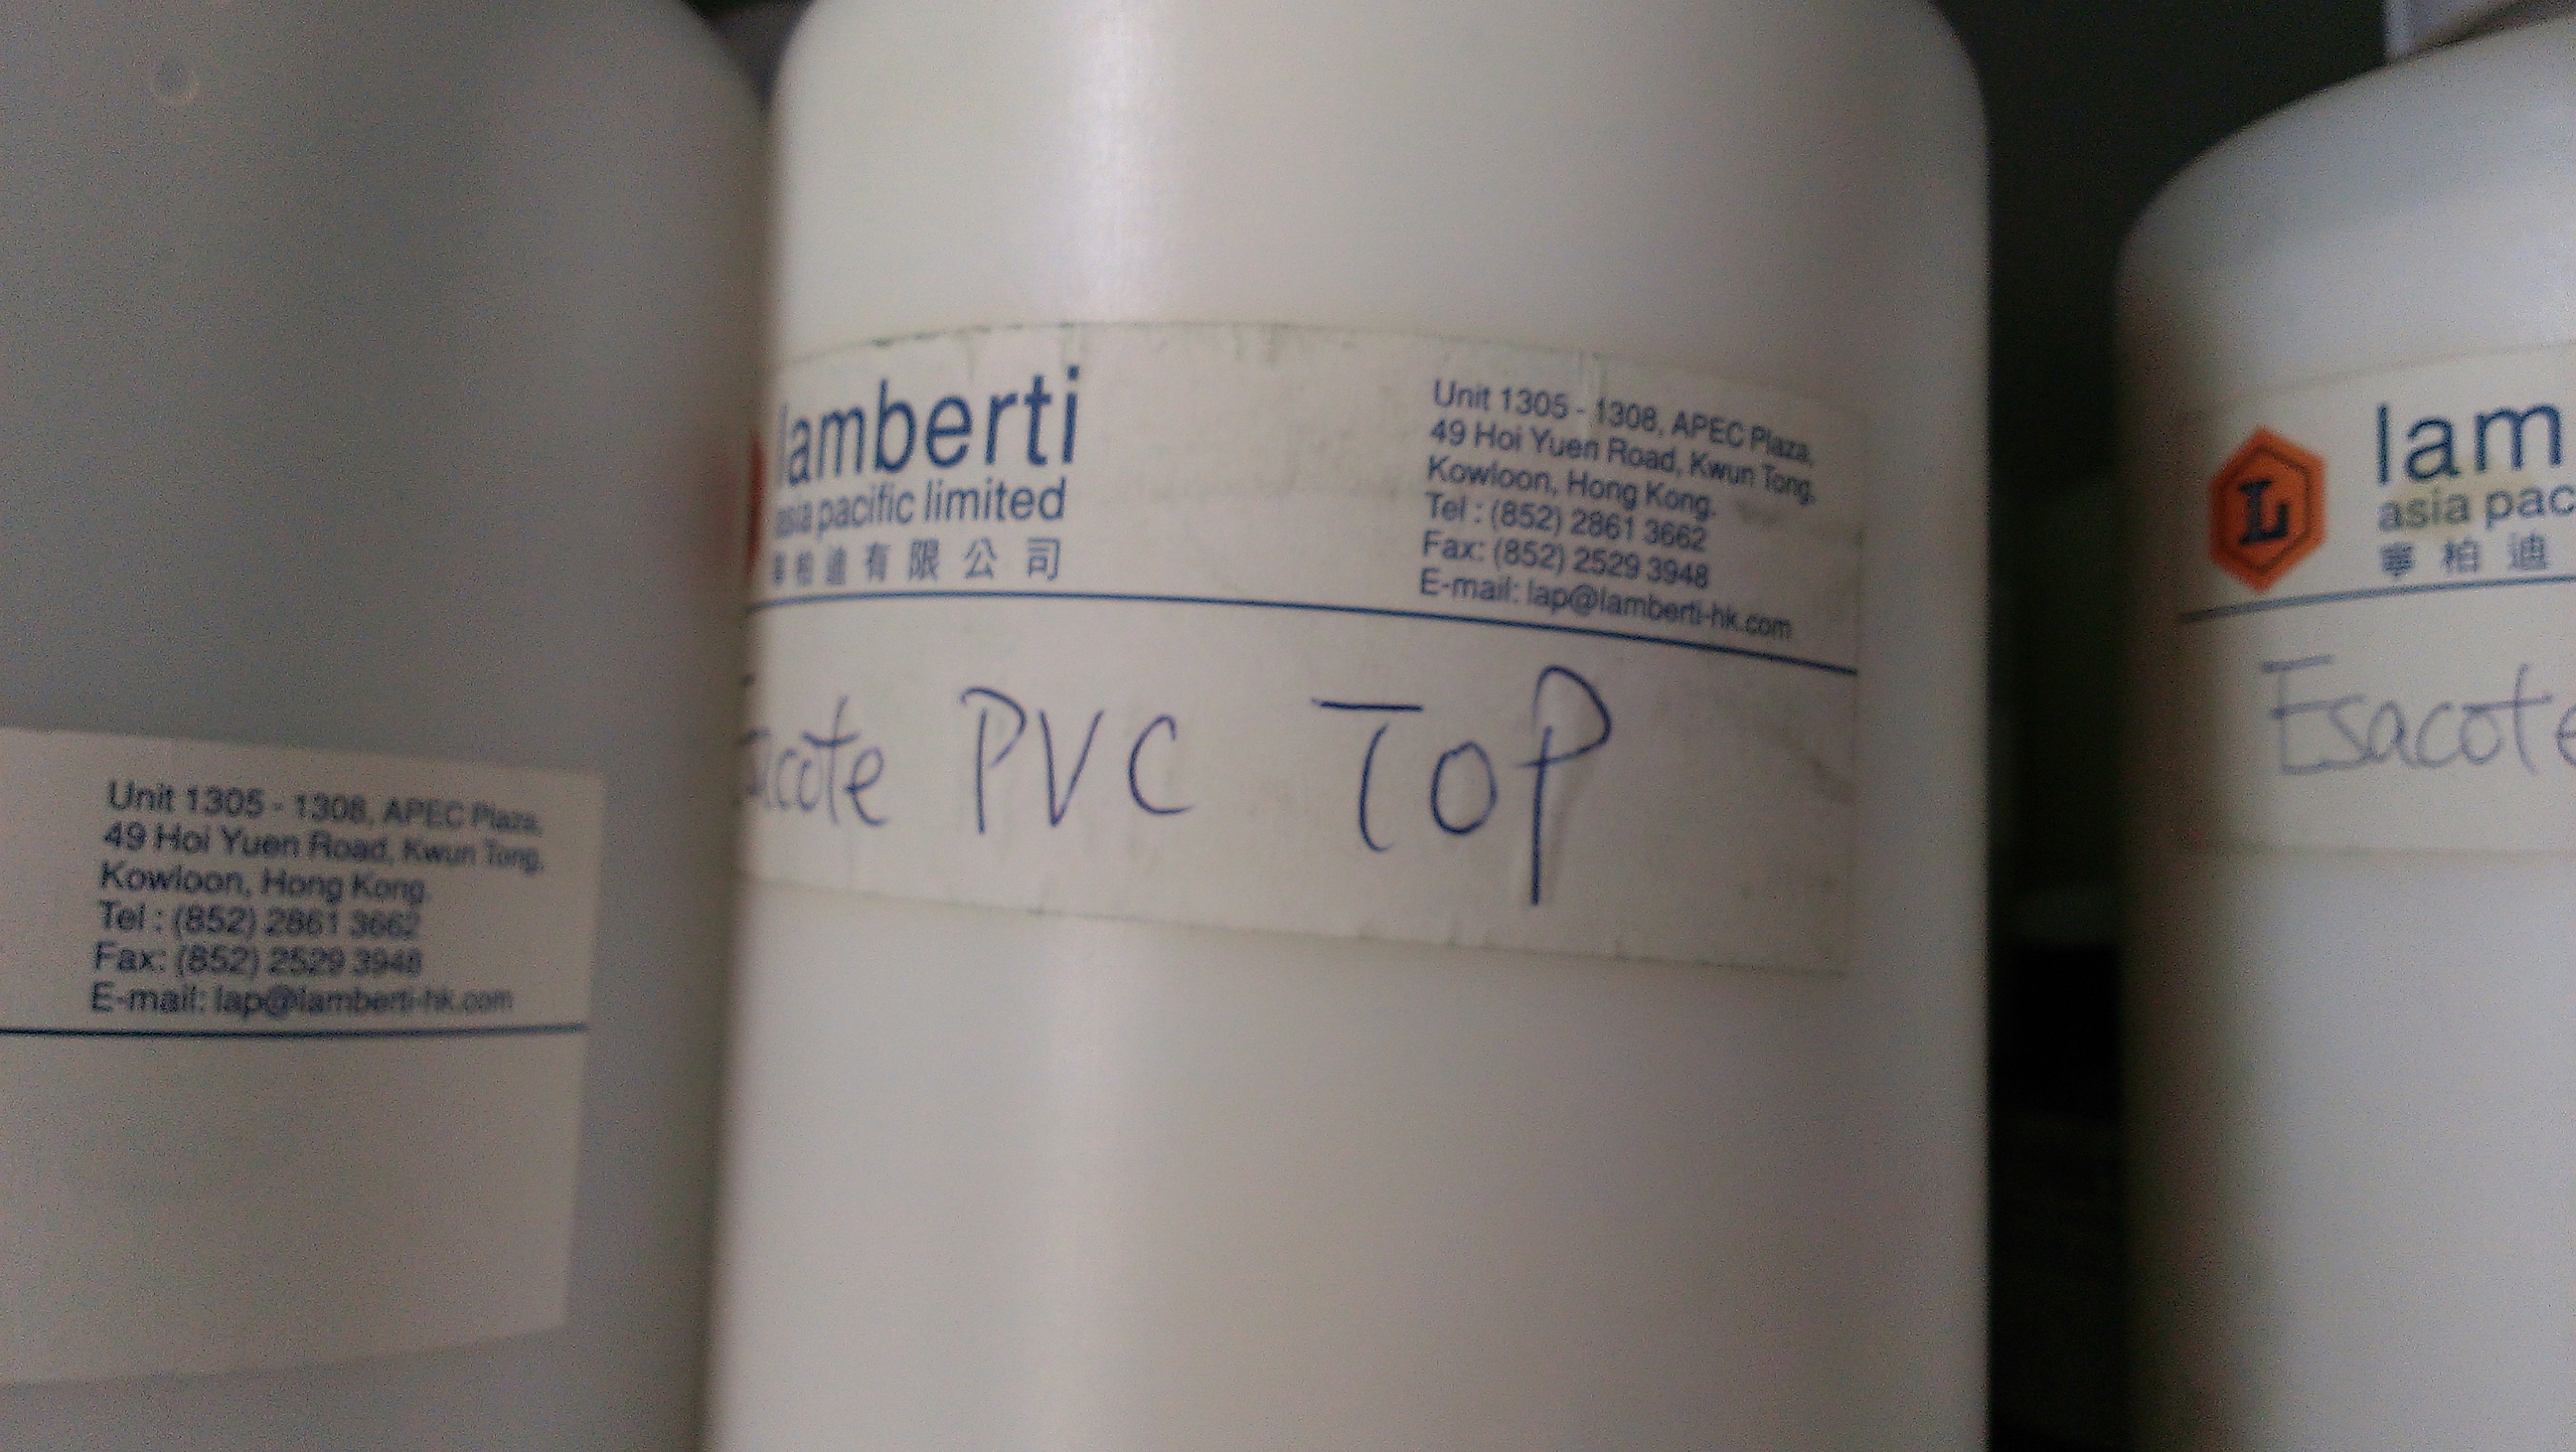 Unit 1305 - 1308, APEC Plaza,
49 Hoi Yuen Road, Kwun Tong,
Kowloon, Hong Kong.
Tel : (852) 2861 3662
Fax: (852) 2529 3948
E-mail: lap@lamberti-hk.com
lamberti
asia pacific limited
寧柏迪有限公司
Unit 1305 - 1308, APEC Plaza,
49 Hoi Yuen Road, Kwun Tong,
Kowloon, Hong Kong.
Tel : (852) 2861 3662
Fax: (852) 2529 3948
E-mail: lap@lamberti-hk.com
Esacote PVC TOP
L
lam
asia pac
寧柏迪
Esacote